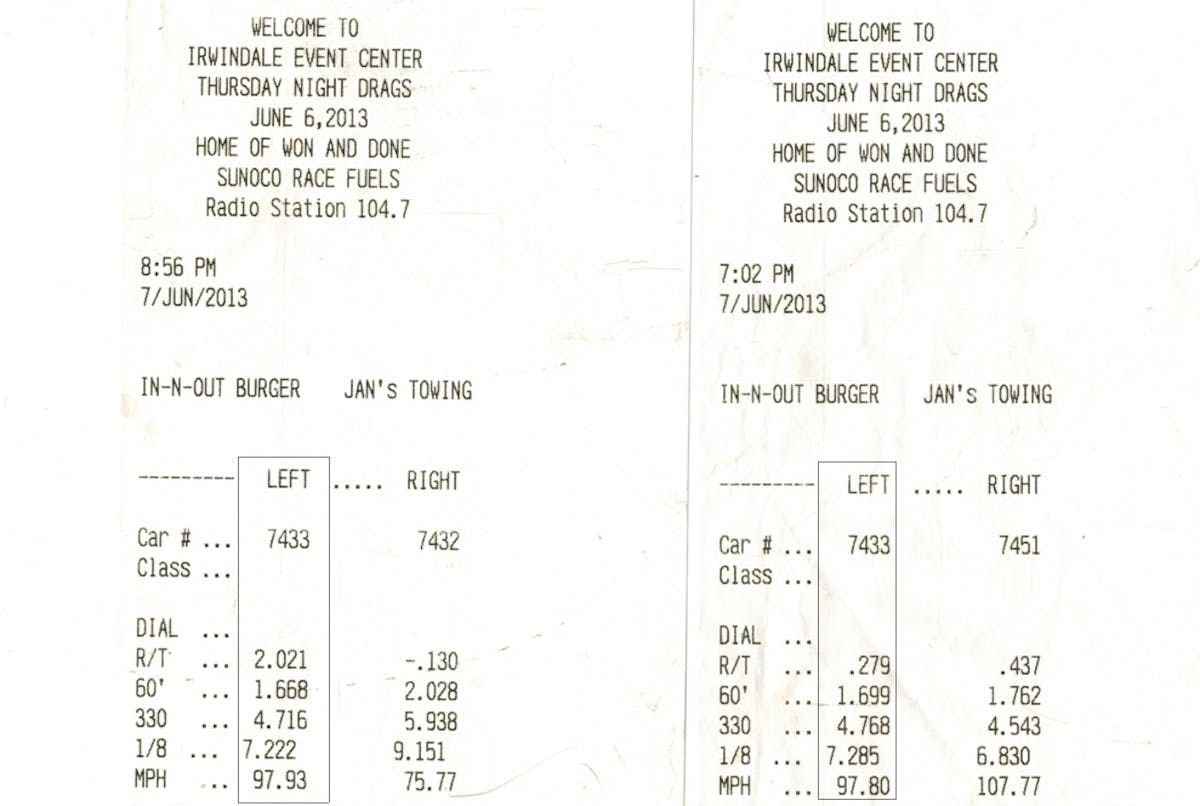 WELCOME TO
IRWINDALE EVENT CENTER
THURSDAY NIGHT DRAGS
JUNE 6,2013
HOME OF WON AND DONE
SUNOCO RACE FUELS
Radio Station 104.7
8:56 PM
7/JUN/2013
IN-N-OUT BURGER JAN's TOWING
---------- LEFT ..... RIGHT
Car # ... 7433 7432
Class ...
DIAL ...
R/T ... 2.021 -.130
60' ... 1.668 2.028
330 ... 4.716 5.938
1/8 ... 7.222 9.151
MPH ... 97.93 75.77
WELCOME TO
IRWINDALE EVENT CENTER
THURSDAY NIGHT DRAGS
JUNE 6,2013
HOME OF WON AND DONE
SUNOCO RACE FUELS
Radio Station 104.7
7:02 PM
7/JUN/2013
IN-N-OUT BURGER JAN's TOWING
---------- LEFT ..... RIGHT
Car # ... 7433 7451
Class ...
DIAL ...
R/T ... .279 .437
60' ... 1.699 1.762
330 ... 4.768 4.543
1/8 ... 7.285 6.830
MPH ... 97.80 107.77